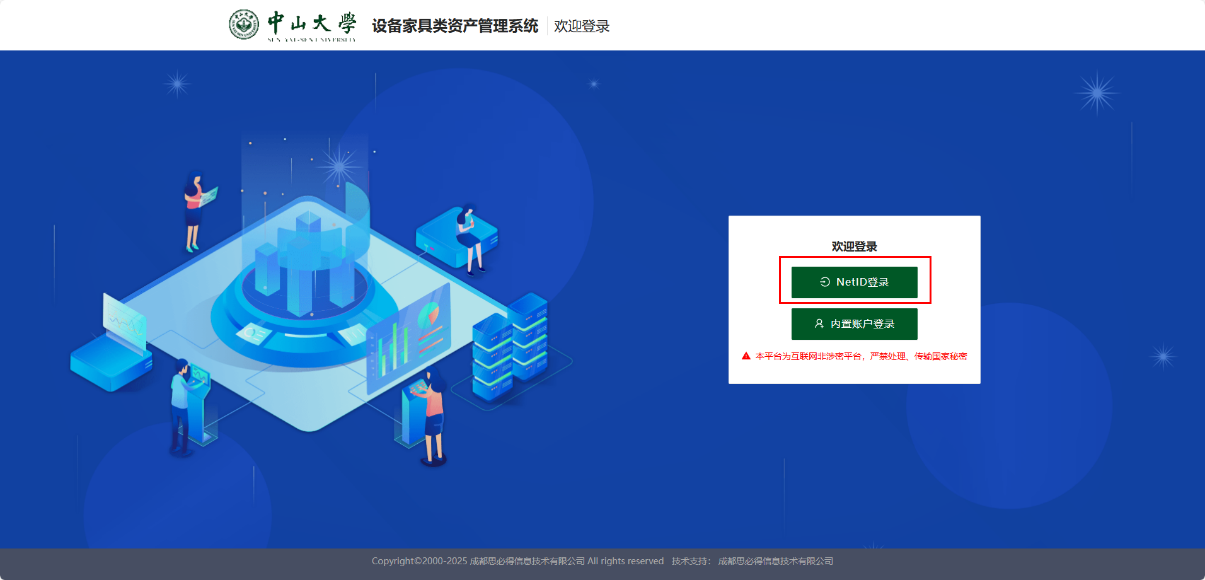 中山大學 设备家具类资产管理系统 欢迎登录
SUN YAT-SEN UNIVERSITY
欢迎登录
NetID登录
内置账户登录
本平台为互联网非涉密平台，严禁处理、传输国家秘密
Copyright©2000-2025 成都思必得信息技术有限公司 All rights reserved 技术支持： 成都思必得信息技术有限公司